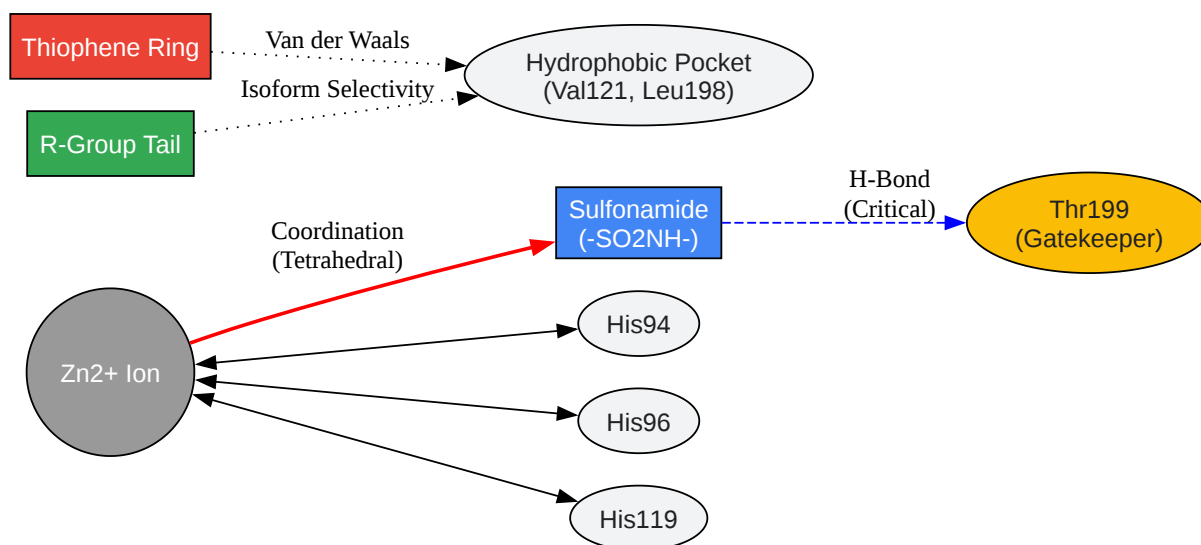 Thiophene Ring
Van der Waals
Hydrophobic Pocket
(Val121, Leu198)
Isoform Selectivity
R-Group Tail
Coordination
(Tetrahedral)
Sulfonamide
(-SO2NH-)
H-Bond
(Critical)
Thr199
(Gatekeeper)
Zn2+ Ion
His94
His96
His119